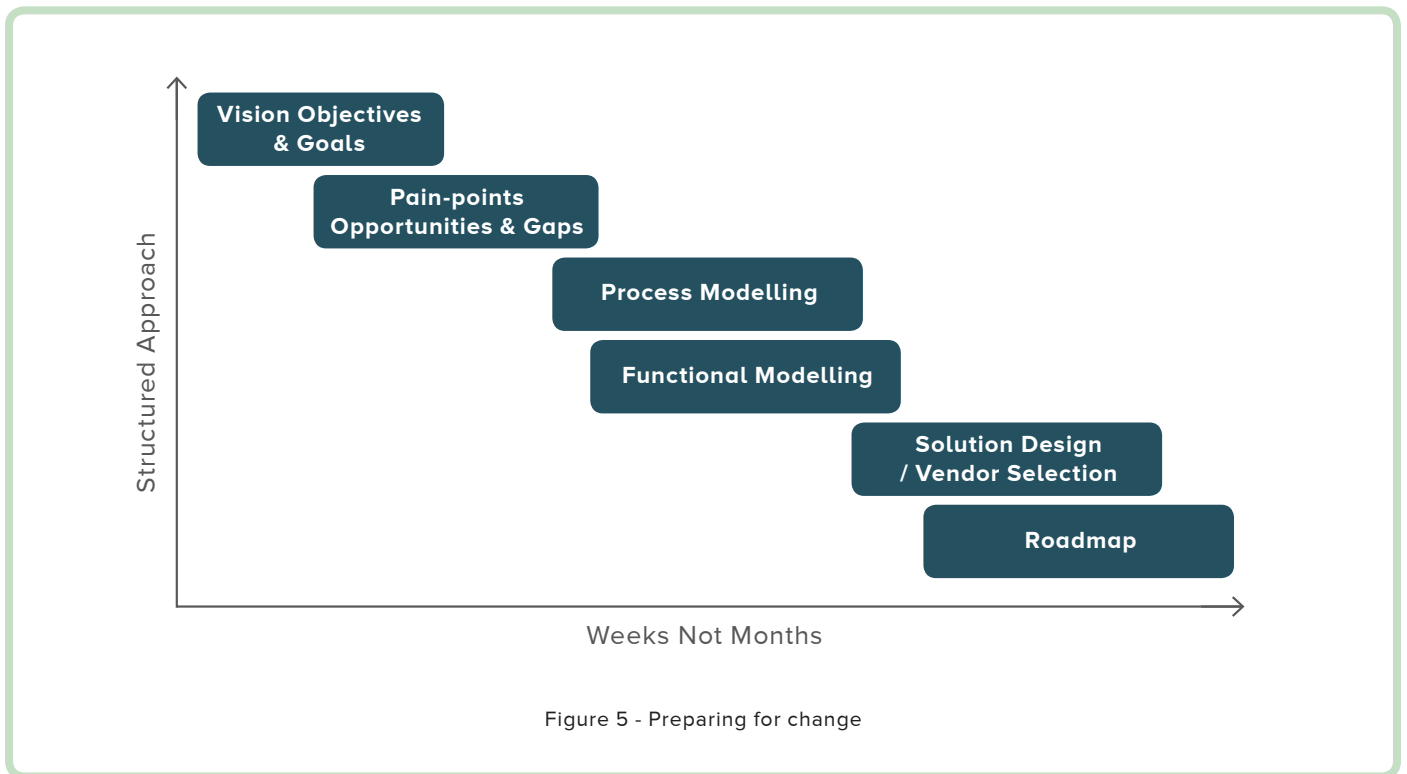 Vision Objectives
& Goals
Pain-points
Opportunities & Gaps
Process Modelling
Functional Modelling
Solution Design
/ Vendor Selection
Roadmap
Structured Approach
Weeks Not Months
Figure 5 - Preparing for change